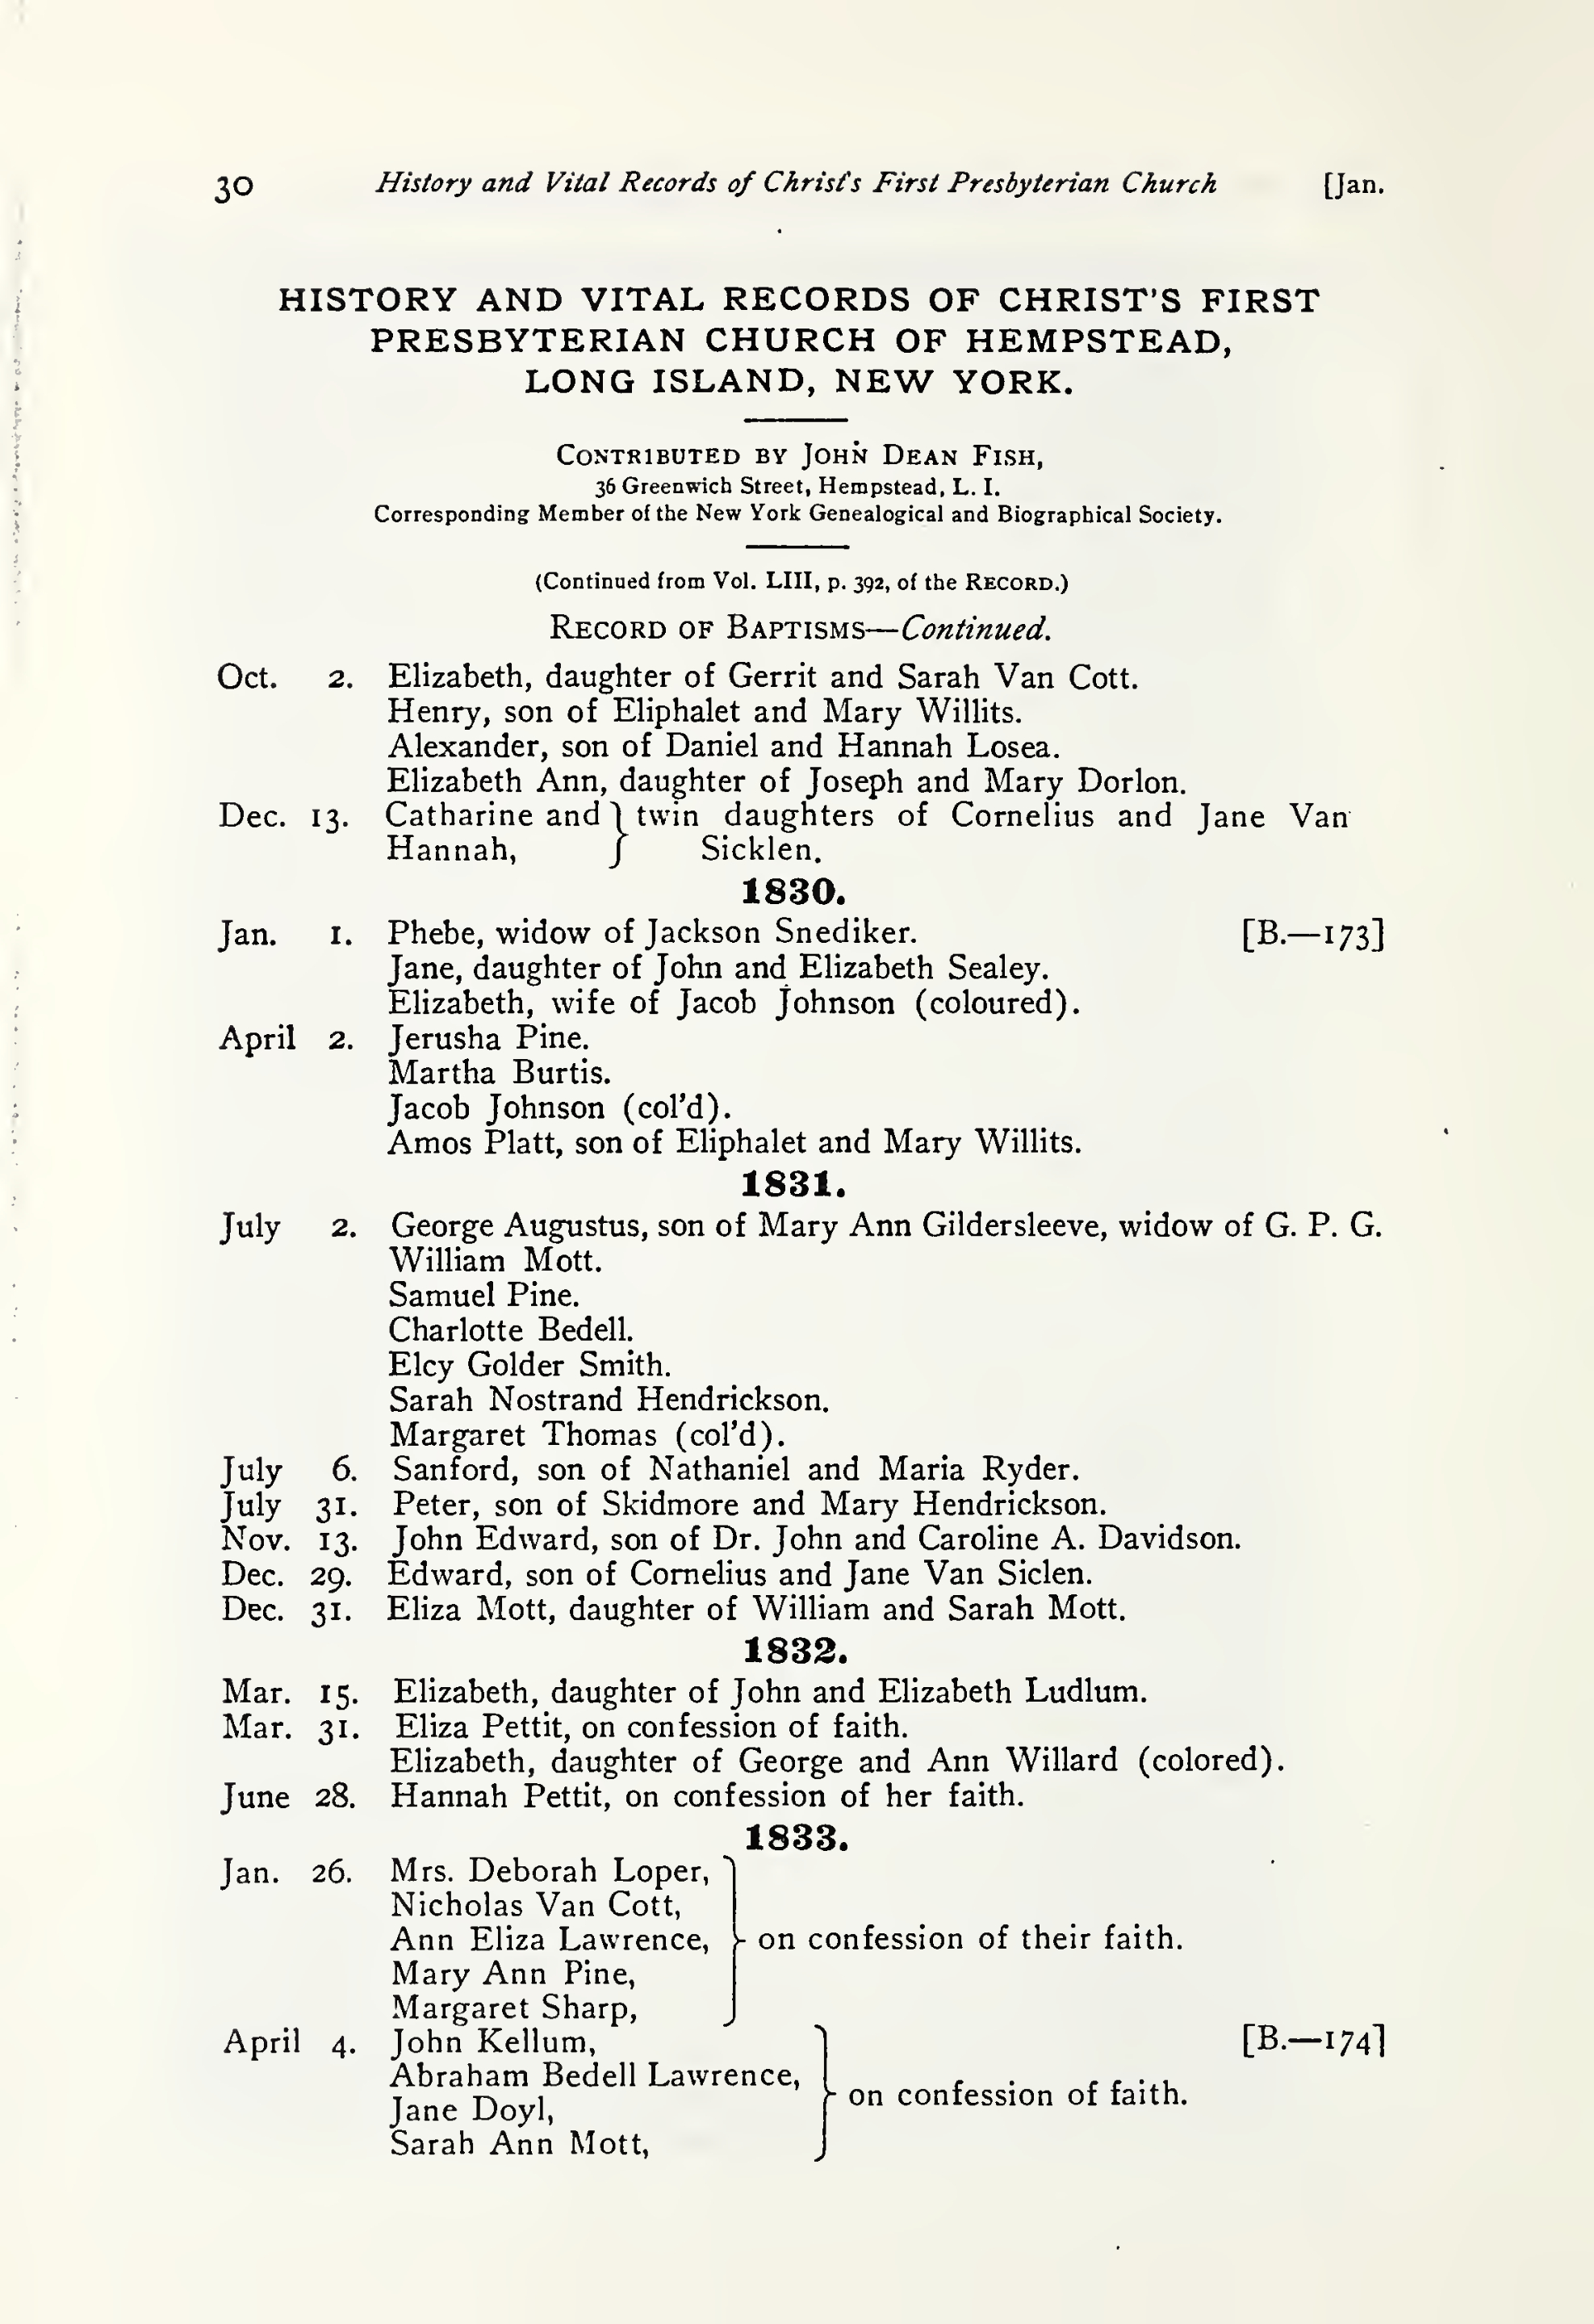 30 History and Vital Records of Christ's First Presbyterian Church [Jan.
HISTORY AND VITAL RECORDS OF CHRIST'S FIRST
PRESBYTERIAN CHURCH OF HEMPSTEAD,
LONG ISLAND, NEW YORK.
CONTRIBUTED BY JOHN DEAN FISH,
36 Greenwich Street, Hempstead, L. I.
Corresponding Member of the New York Genealogical and Biographical Society.
(Continued from Vol. LIII, p. 392, of the RECORD.)
RECORD OF BAPTISMS—Continued.
Oct. 2. Elizabeth, daughter of Gerrit and Sarah Van Cott.
Henry, son of Eliphalet and Mary Willits.
Alexander, son of Daniel and Hannah Losea.
Elizabeth Ann, daughter of Joseph and Mary Dorlon.
Dec. 13. Catharine and } twin daughters of Cornelius and Jane Van
Hannah, Sicklen.
1830.
Jan. 1. Phebe, widow of Jackson Snediker. [B.—173]
Jane, daughter of John and Elizabeth Sealey.
Elizabeth, wife of Jacob Johnson (coloured).
April 2. Jerusha Pine.
Martha Burtis.
Jacob Johnson (col'd).
Amos Platt, son of Eliphalet and Mary Willits.
1831.
July 2. George Augustus, son of Mary Ann Gildersleeve, widow of G. P. G.
William Mott.
Samuel Pine.
Charlotte Bedell.
Elcy Golder Smith.
Sarah Nostrand Hendrickson.
Margaret Thomas (col'd).
July 6. Sanford, son of Nathaniel and Maria Ryder.
July 31. Peter, son of Skidmore and Mary Hendrickson.
Nov. 13. John Edward, son of Dr. John and Caroline A. Davidson.
Dec. 29. Edward, son of Cornelius and Jane Van Siclen.
Dec. 31. Eliza Mott, daughter of William and Sarah Mott.
1832.
Mar. 15. Elizabeth, daughter of John and Elizabeth Ludlum.
Mar. 31. Eliza Pettit, on confession of faith.
Elizabeth, daughter of George and Ann Willard (colored).
June 28. Hannah Pettit, on confession of her faith.
1833.
Jan. 26. Mrs. Deborah Loper,
Nicholas Van Cott,
Ann Eliza Lawrence, } on confession of their faith.
Mary Ann Pine,
Margaret Sharp,
April 4. John Kellum, [B.—174]
Abraham Bedell Lawrence,
Jane Doyl, } on confession of faith.
Sarah Ann Mott,